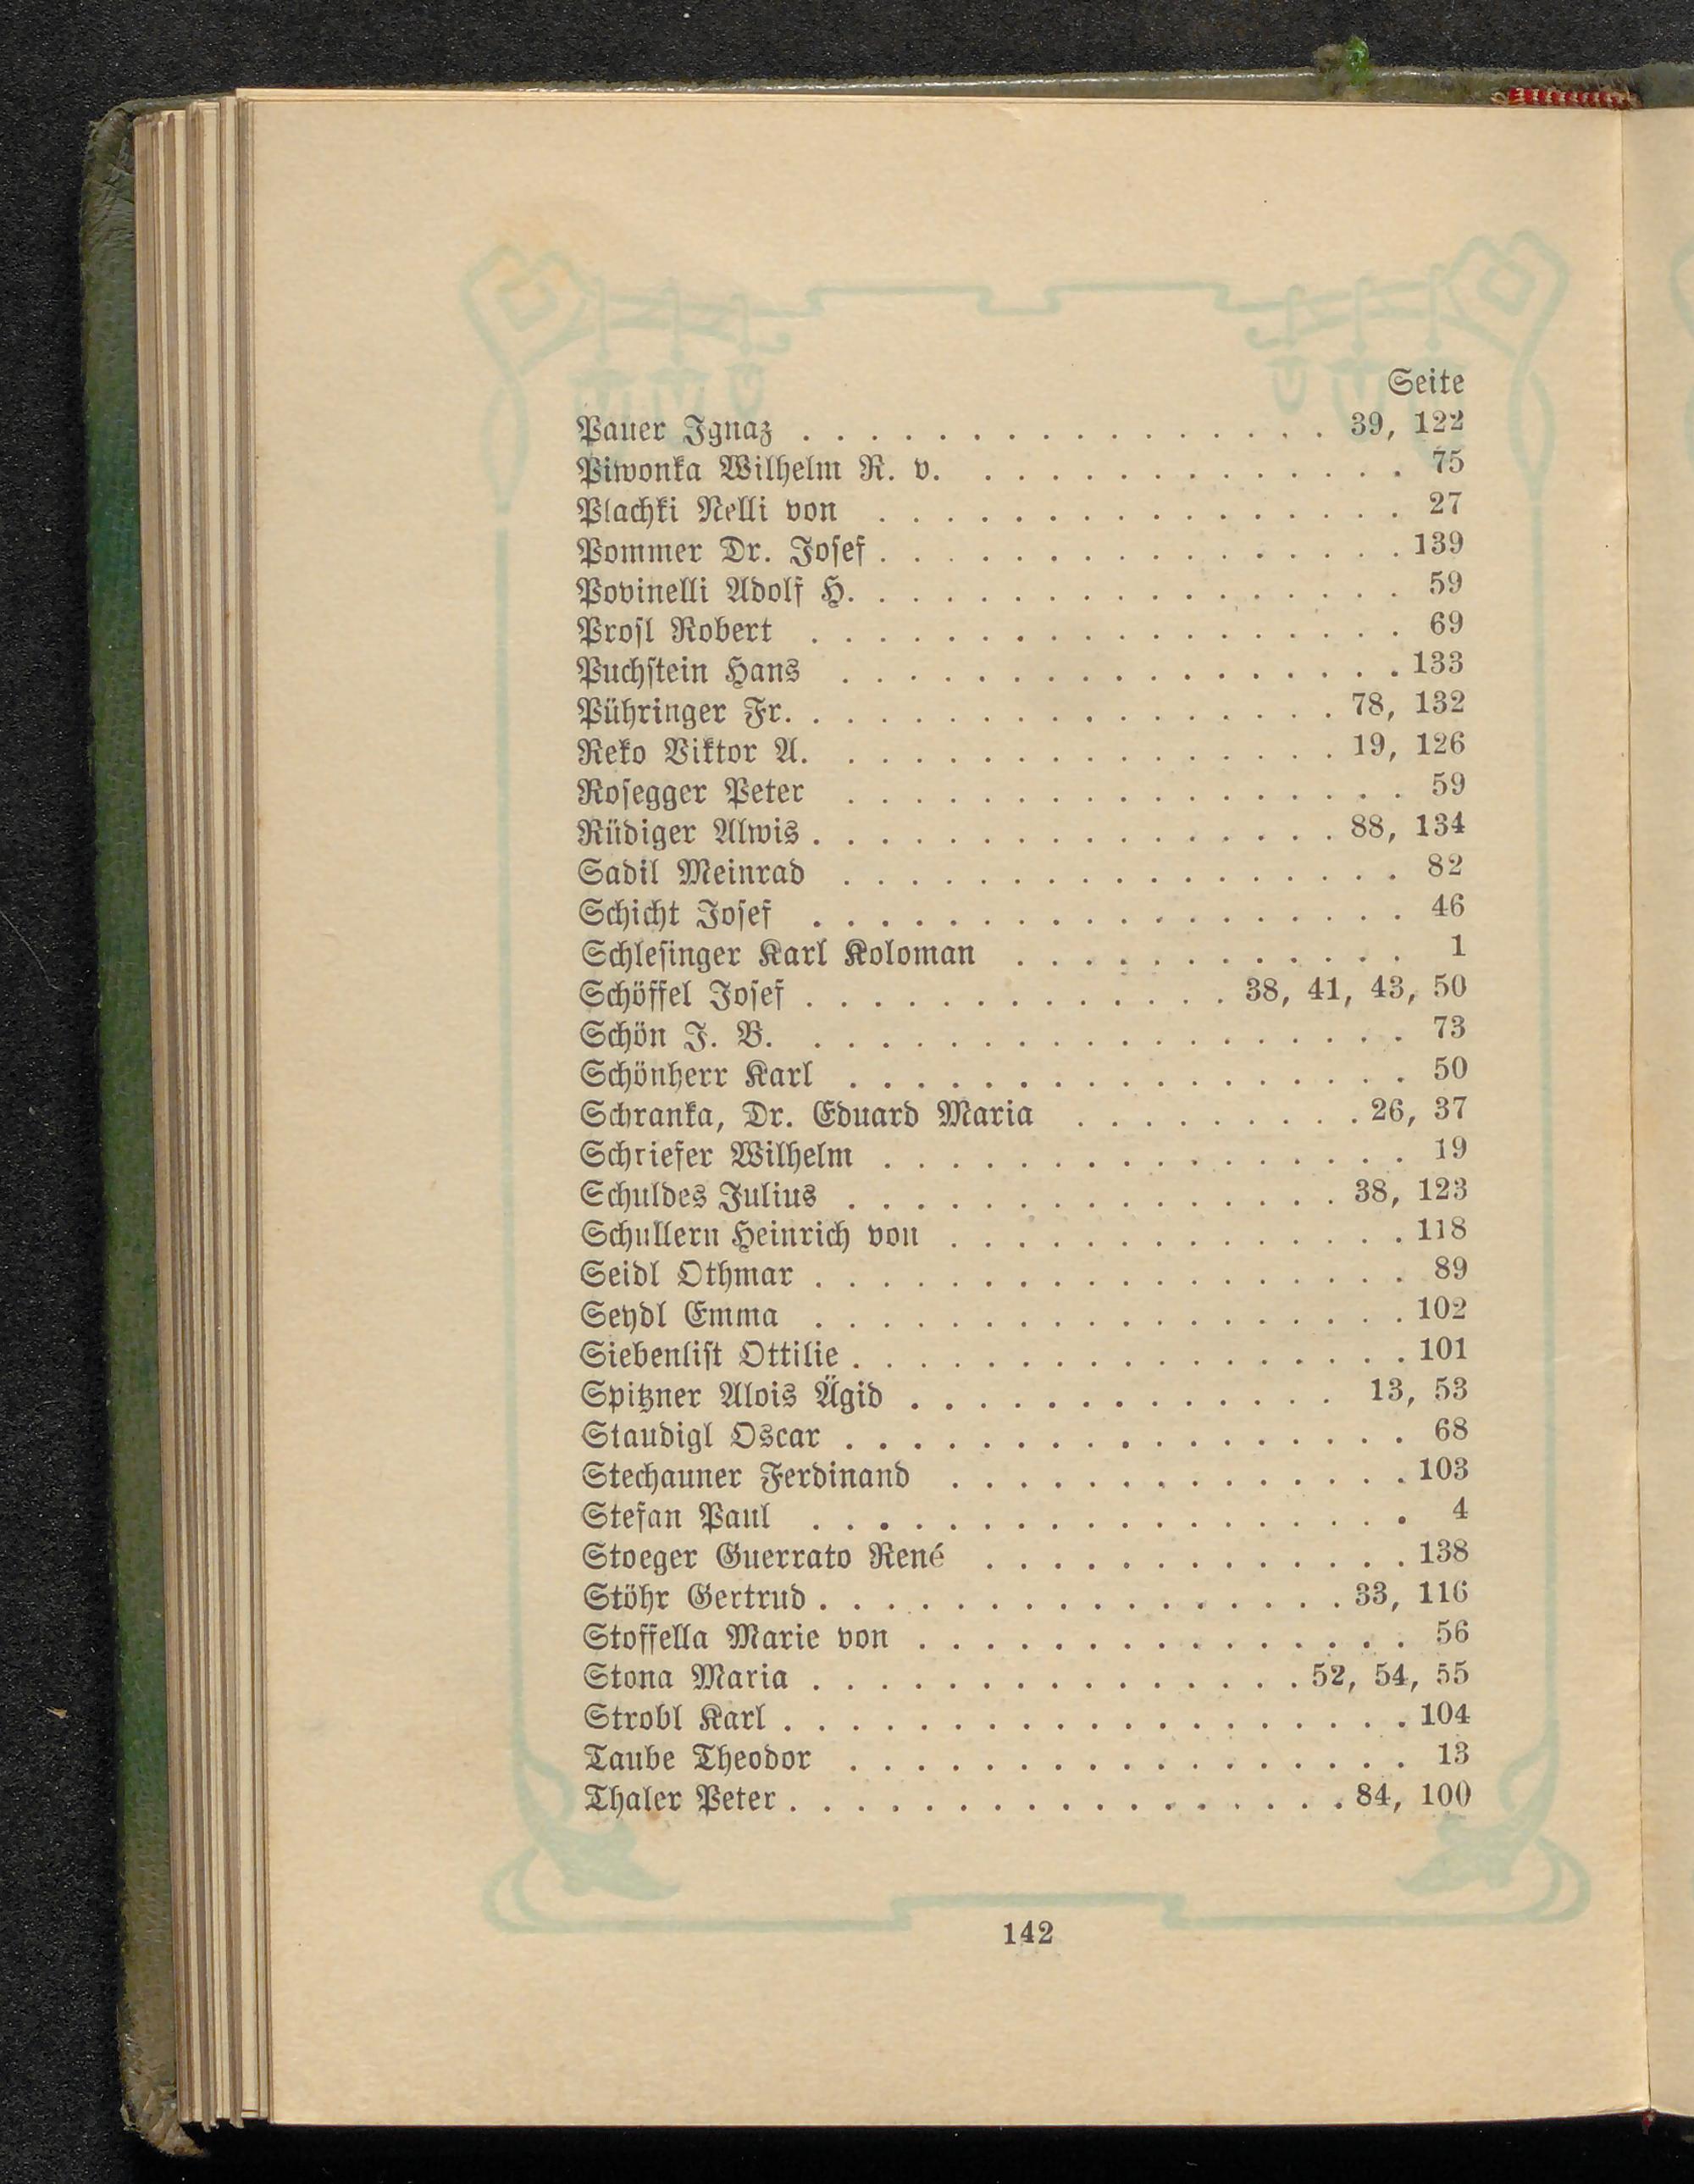 Seite
Pauer Ignaz . . . . . . . . . . . . . . . . 39, 122
Piwonka Wilhelm R. v. . . . . . . . . . . . . . 75
Plachki Nelli von . . . . . . . . . . . . . . . . 27
Pommer Dr. Josef . . . . . . . . . . . . . . . . 139
Povinelli Adolf H. . . . . . . . . . . . . . . . . 59
Prosl Robert . . . . . . . . . . . . . . . . . . 69
Puchstein Hans . . . . . . . . . . . . . . . . . 133
Pühringer Fr. . . . . . . . . . . . . . . . . 78, 132
Reko Viktor A. . . . . . . . . . . . . . . . 19, 126
Rosegger Peter . . . . . . . . . . . . . . . . . 59
Rüdiger Alwis . . . . . . . . . . . . . . . . 88, 134
Sadil Meinrad . . . . . . . . . . . . . . . . . 82
Schicht Josef . . . . . . . . . . . . . . . . . . 46
Schlesinger Karl Koloman . . . . . . . . . . . . 1
Schöffel Josef . . . . . . . . . . . . . 38, 41, 43, 50
Schön J. B. . . . . . . . . . . . . . . . . . . 73
Schönherr Karl . . . . . . . . . . . . . . . . . 50
Schranka, Dr. Eduard Maria . . . . . . . . . 26, 37
Schriefer Wilhelm . . . . . . . . . . . . . . . . 19
Schuldes Julius . . . . . . . . . . . . . . . 38, 123
Schullern Heinrich von . . . . . . . . . . . . . . 118
Seidl Othmar . . . . . . . . . . . . . . . . . . 89
Seydl Emma . . . . . . . . . . . . . . . . . . 102
Siebenlist Ottilie . . . . . . . . . . . . . . . . . 101
Spitzner Alois Ägid . . . . . . . . . . . . . 13, 53
Staudigl Oscar . . . . . . . . . . . . . . . . . 68
Stechauner Ferdinand . . . . . . . . . . . . . . 103
Stefan Paul . . . . . . . . . . . . . . . . . . 4
Stoeger Guerrato René . . . . . . . . . . . . . 138
Stöhr Gertrud . . . . . . . . . . . . . . . . 33, 116
Stoffella Marie von . . . . . . . . . . . . . . . 56
Stona Maria . . . . . . . . . . . . . . . 52, 54, 55
Strobl Karl . . . . . . . . . . . . . . . . . . . 104
Taube Theodor . . . . . . . . . . . . . . . . . 13
Thaler Peter . . . . . . . . . . . . . . . . . 84, 100
142